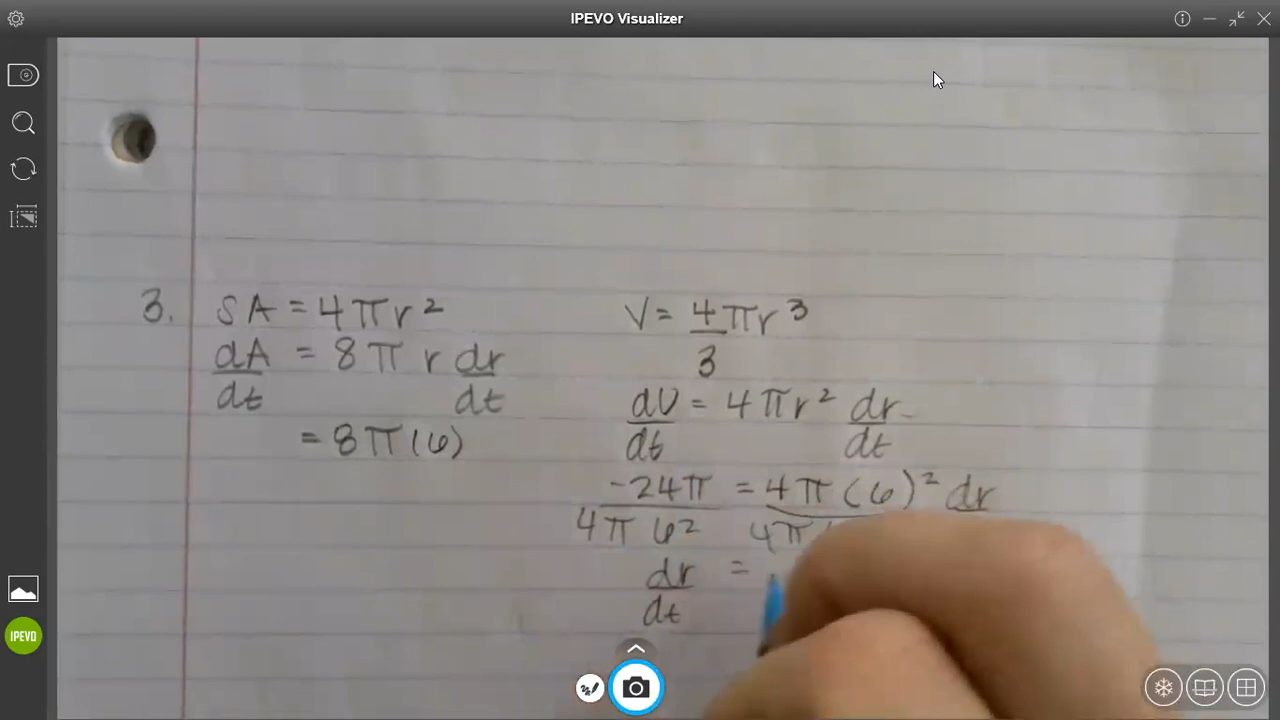 IPEVO Visualizer
3. SA = 4πr²
dA/dt = 8πr dr/dt
= 8π(6)
V = 4/3 πr³
dV/dt = 4πr² dr/dt
-24π/4π6² = 4π(6)² dr/4π
dr/dt =
IPEVO